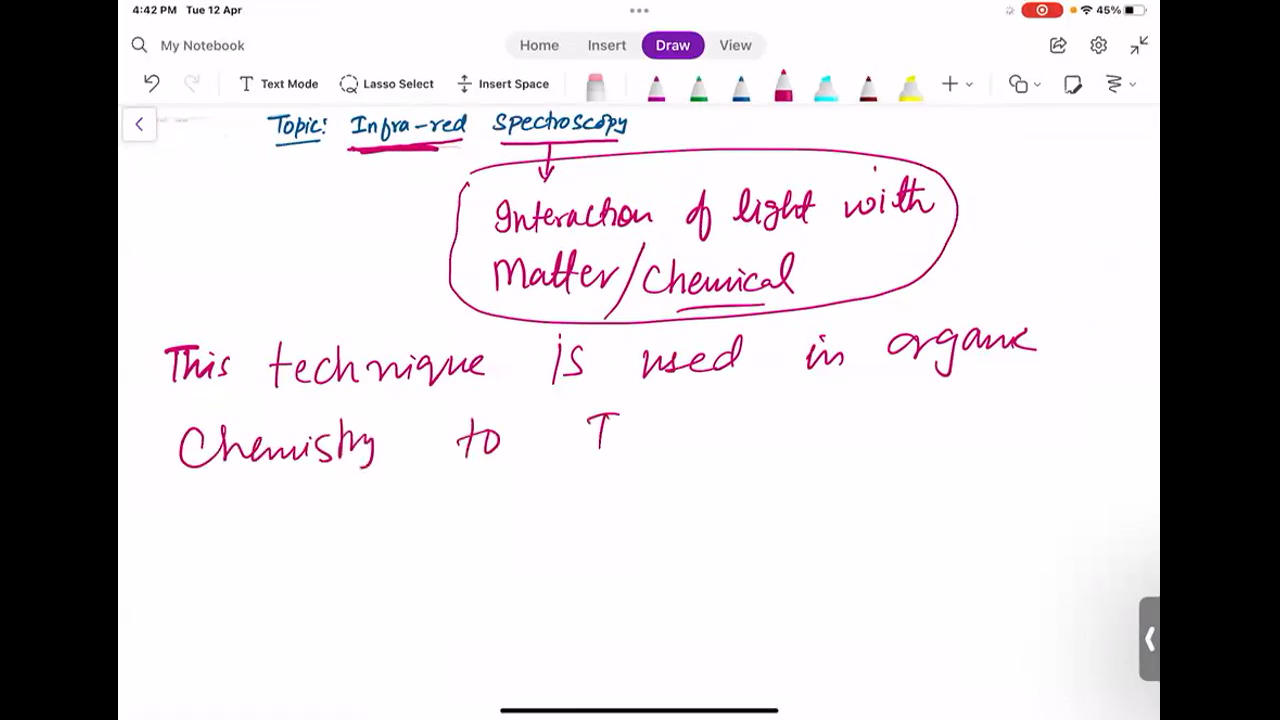 4:42 PM Tue 12 Apr
45%
My Notebook
Home Insert Draw View
Text Mode Lasso Select Insert Space
Topic: Infra-red Spectroscopy
Interaction of light with
Matter/Chemical
This technique is used in organic
Chemistry to I